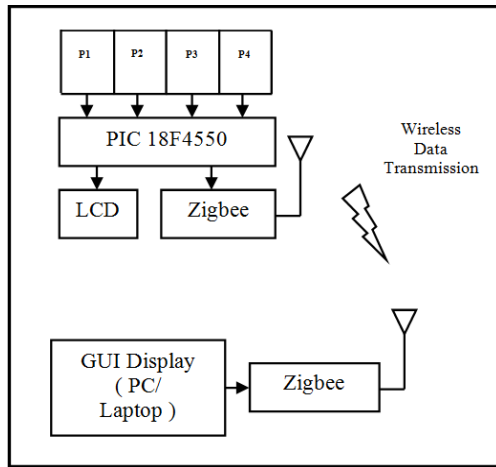 P1 P2 P3 P4
PIC 18F4550
Wireless
Data
Transmission
LCD
Zigbee
GUI Display
( PC/
Laptop )
Zigbee